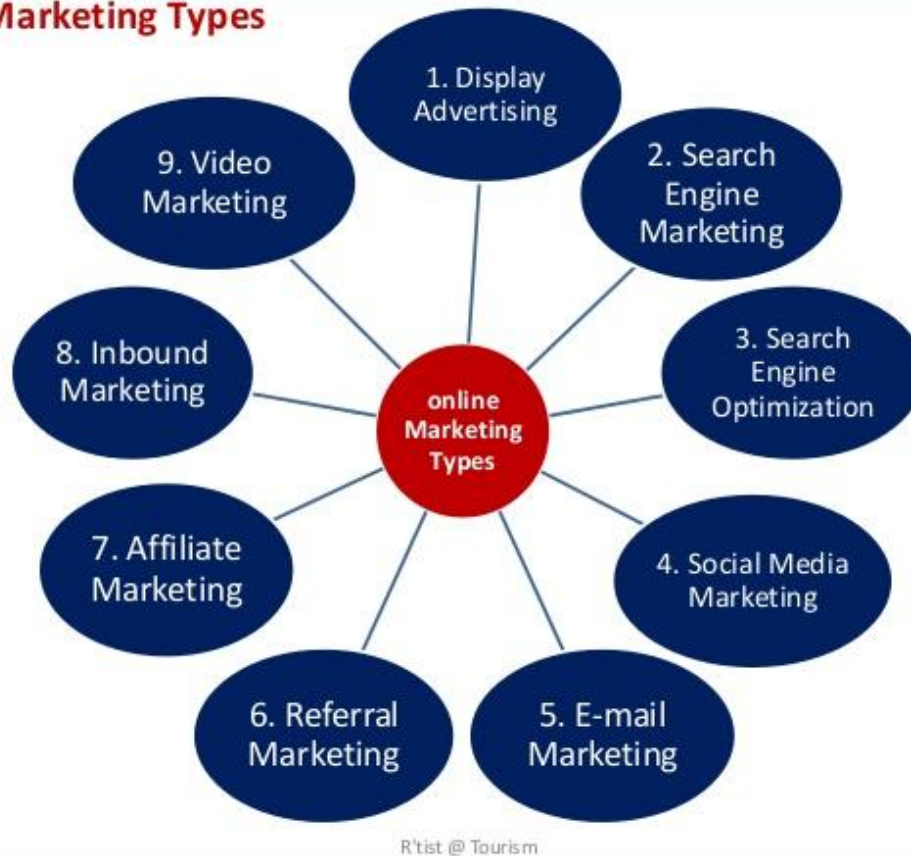 Marketing Types
1. Display
Advertising
2. Search
Engine
Marketing
3. Search
Engine
Optimization
4. Social Media
Marketing
5. E-mail
Marketing
6. Referral
Marketing
7. Affiliate
Marketing
8. Inbound
Marketing
9. Video
Marketing
online
Marketing
Types
R'tist @ Tourism